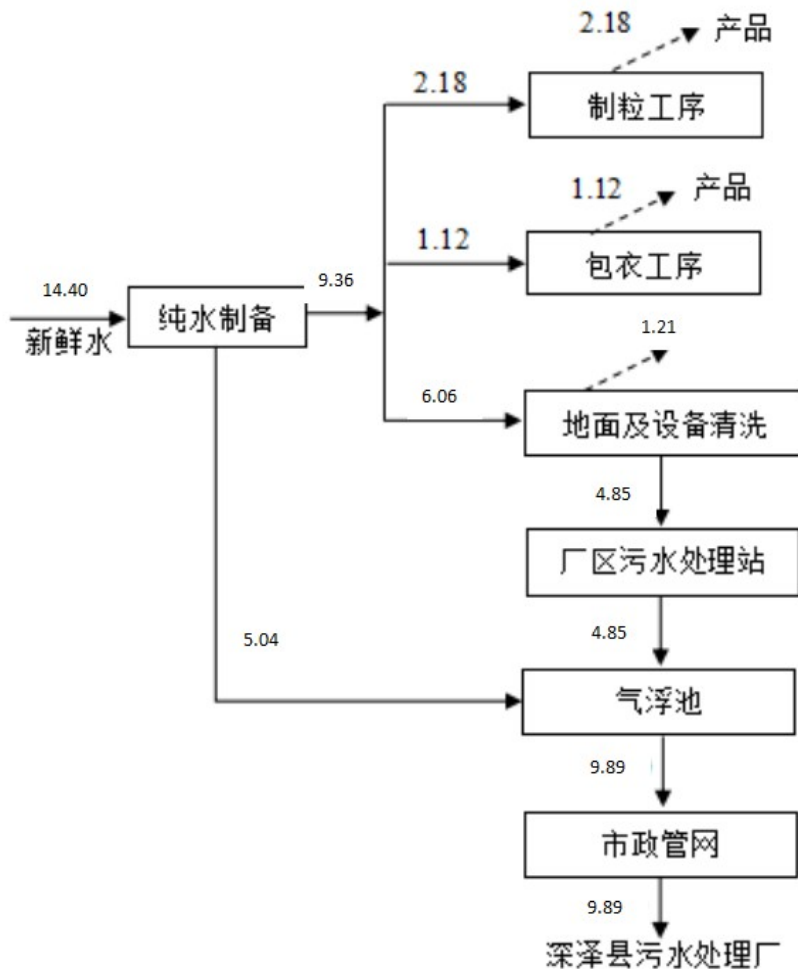 2.18 产品
2.18
制粒工序
1.12 产品
1.12
包衣工序
14.40
新鲜水
纯水制备
9.36
1.21
6.06
地面及设备清洗
4.85
厂区污水处理站
5.04
4.85
气浮池
9.89
市政管网
9.89
深泽县污水处理厂